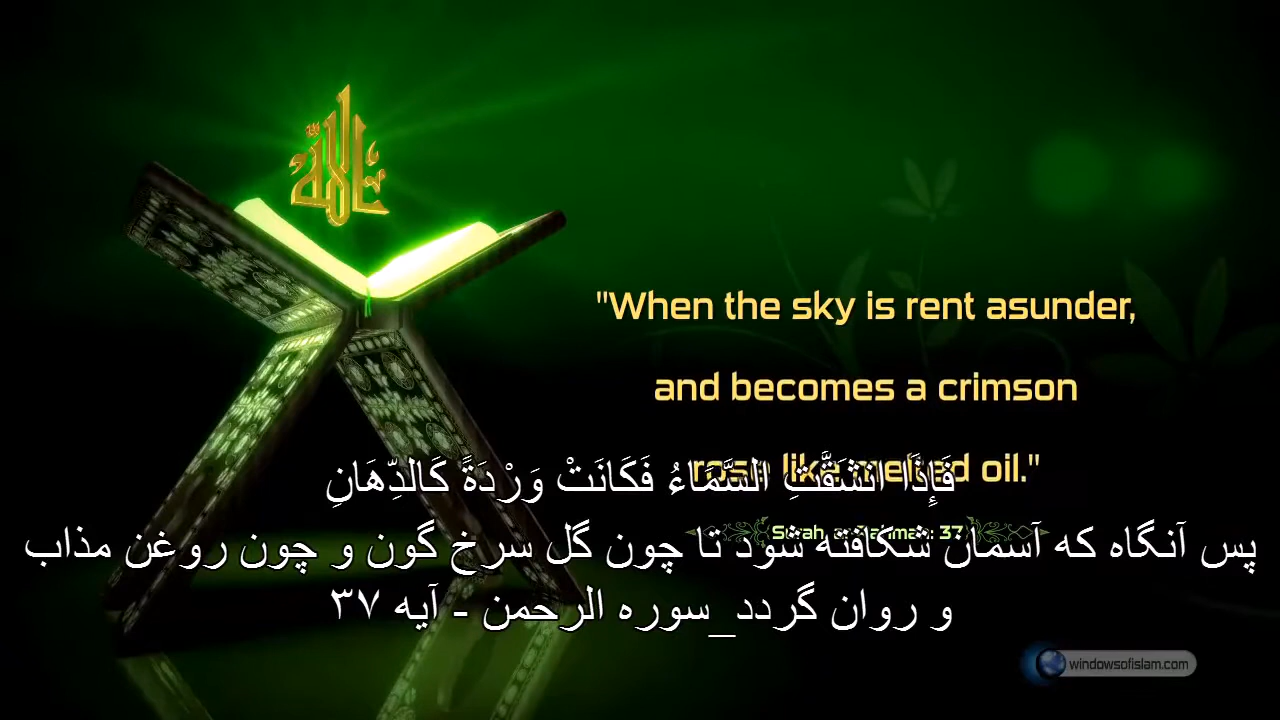 الله
"When the sky is rent asunder,
and becomes a crimson
rose like melted oil."
فَإِذَا انشَقَّتِ السَّمَاءُ فَكَانَتْ وَرْدَةً كَالدِّهَانِ
Surah ar-Rahman: 37
پس آنگاه که آسمان شکافته شود تا چون گل سرخ گون و چون روغن مذاب
و روان گردد_سوره الرحمن - آیه ۳۷
windowsofislam.com